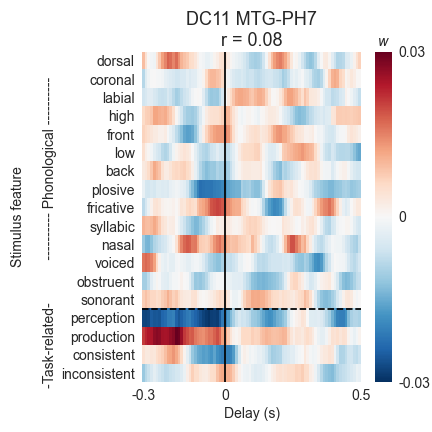 DC11 MTG-PH7
r = 0.08
w
Stimulus feature
---------- Phonological ----------
-Task-related-
dorsal
coronal
labial
high
front
low
back
plosive
fricative
syllabic
nasal
voiced
obstruent
sonorant
perception
production
consistent
inconsistent
0.03
0
-0.03
-0.3 0 0.5
Delay (s)